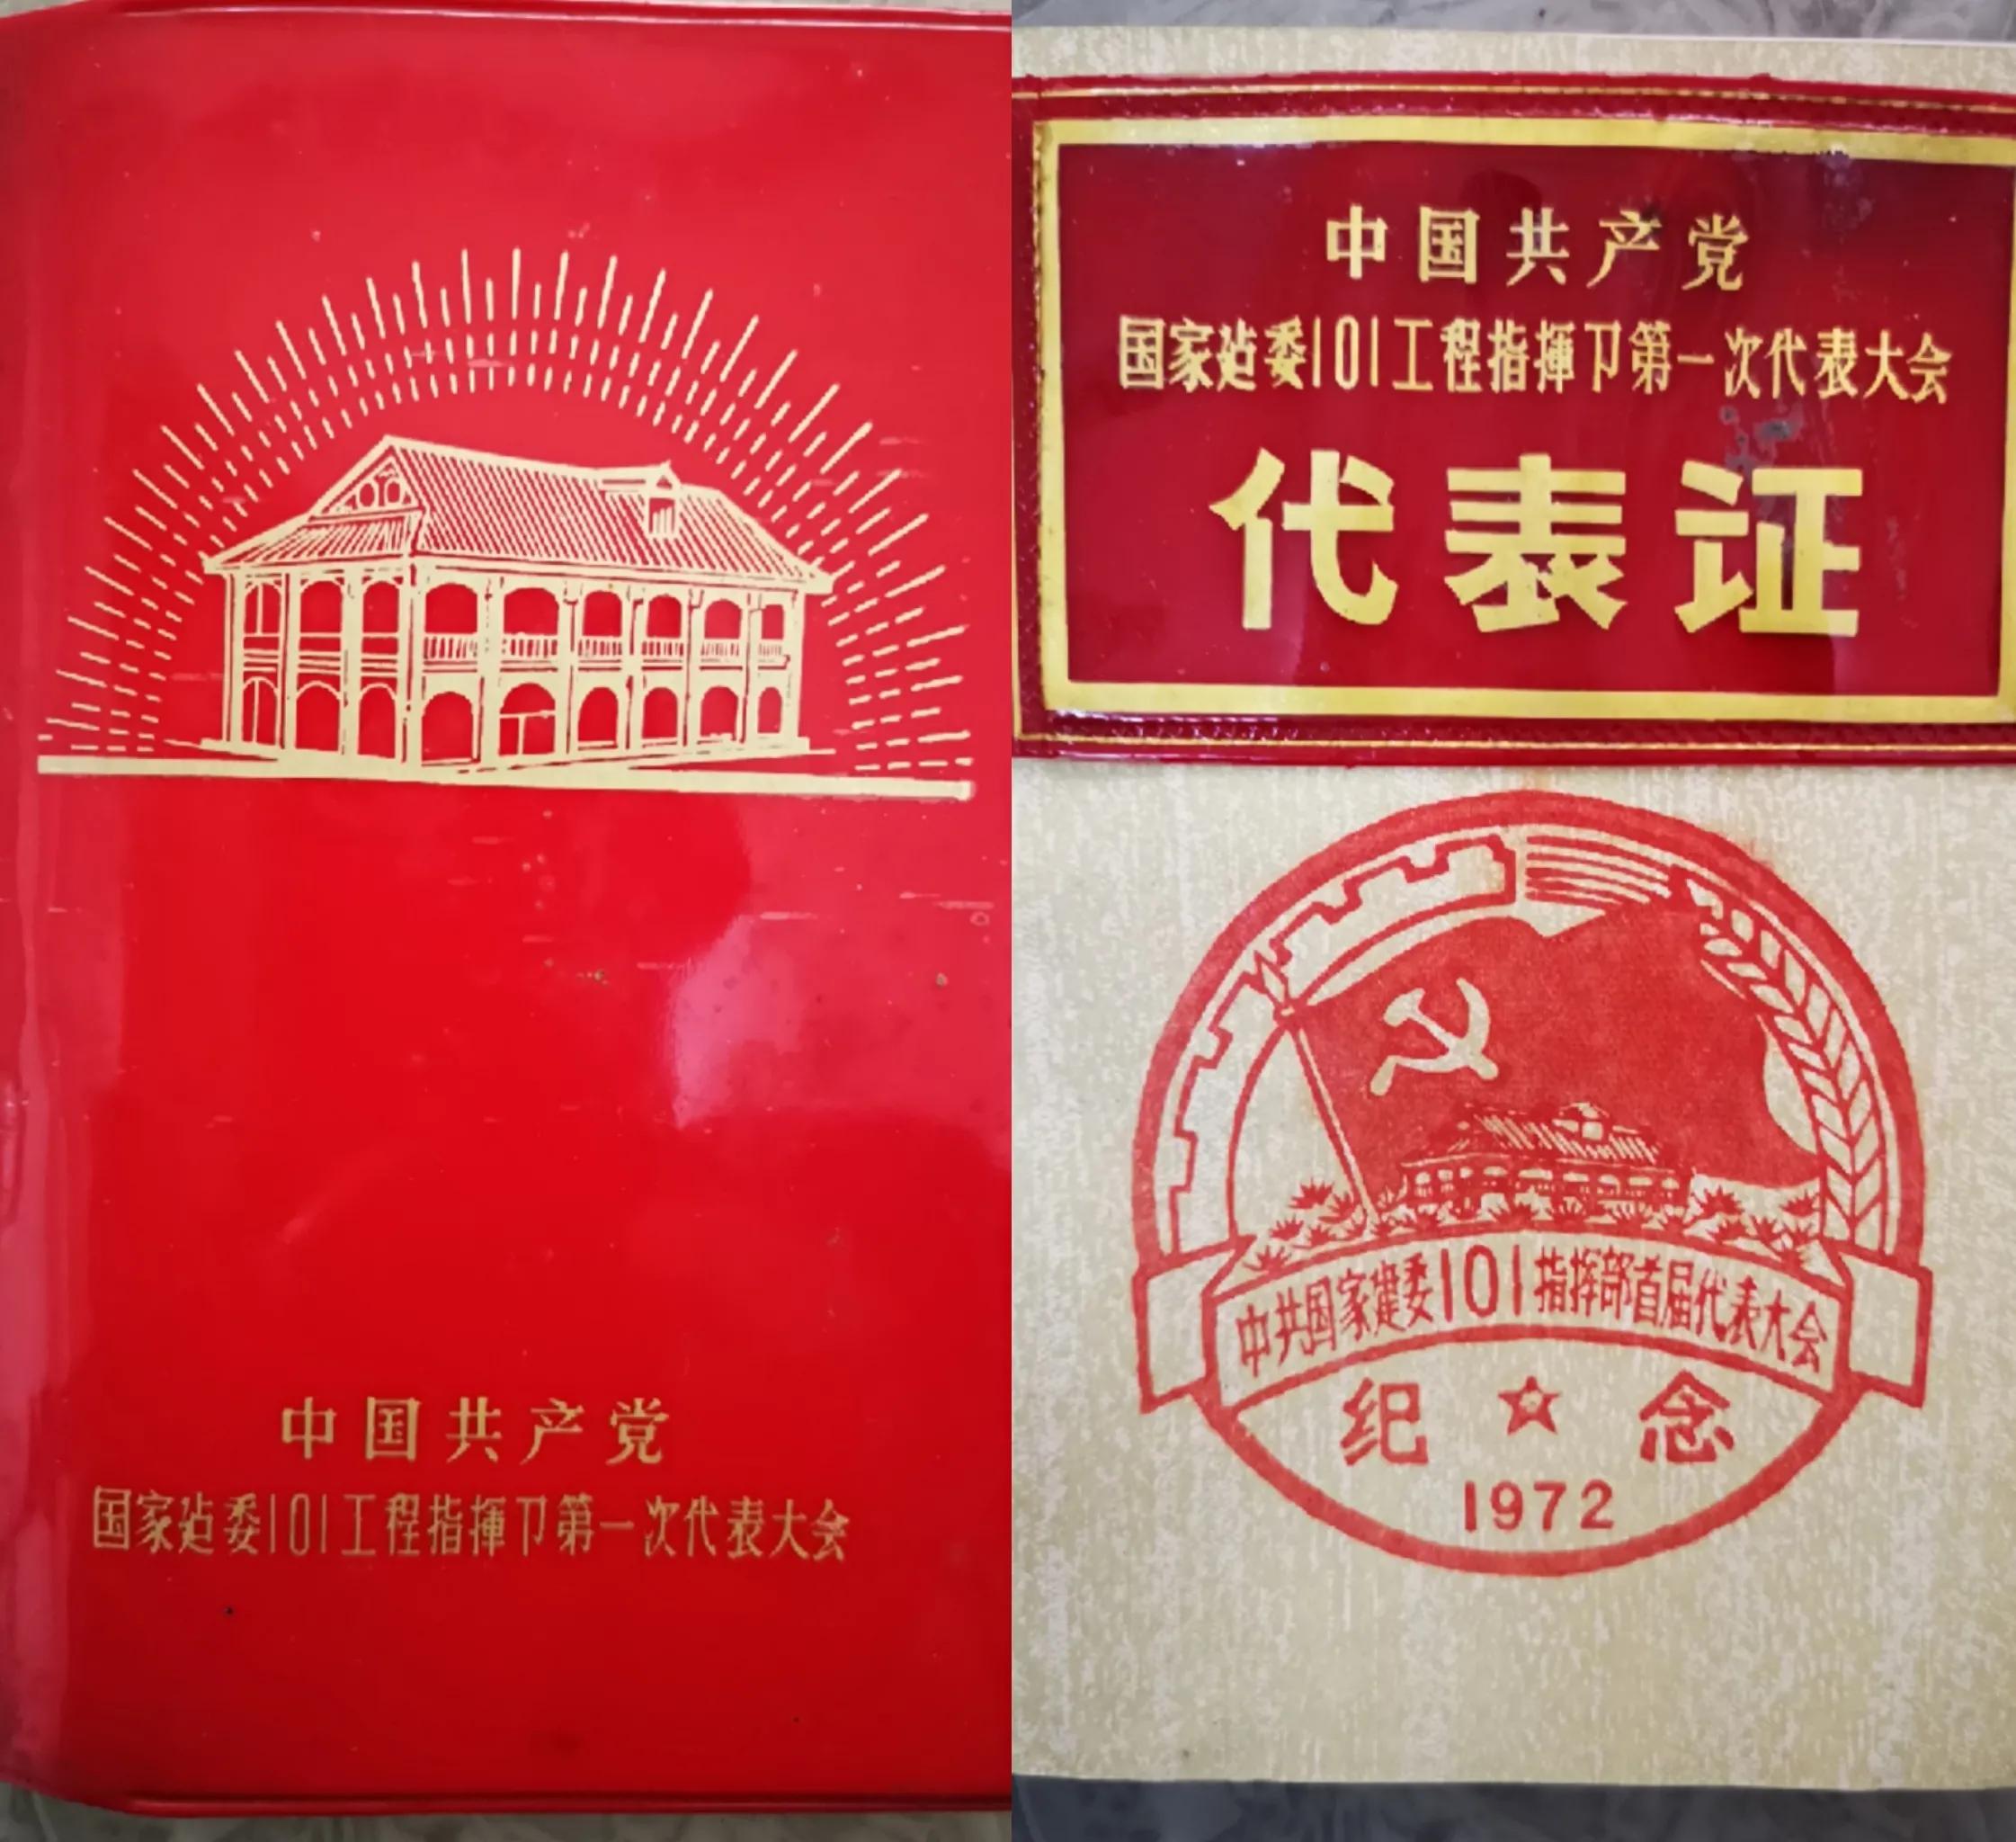 中国共产党
国家迠委101工程指揮卩第一次代表大会
中国共产党
国家迠委101工程指揮卩第一次代表大会
代表证
中共国家建委101指挥部首届代表大会
纪☆念
1972